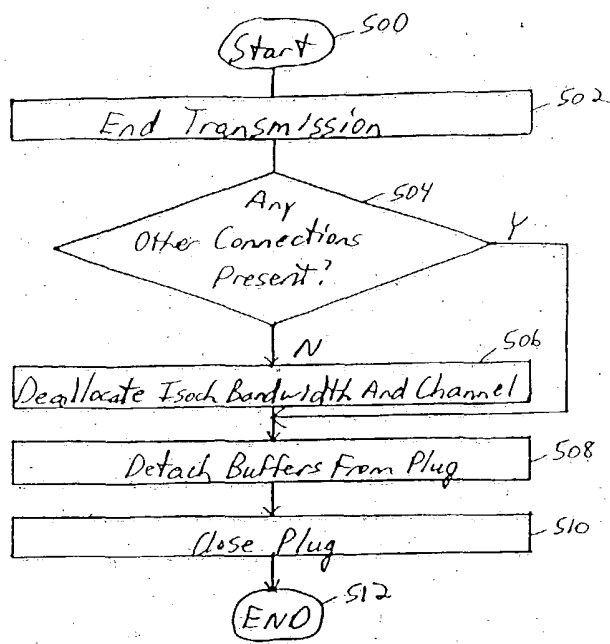 Start
500
502
End Transmission
504
Any
Other Connections
Present?
Y
N
506
Deallocate Isoch Bandwidth And Channel
Detach Buffers From Plug
508
Close Plug
510
END
512